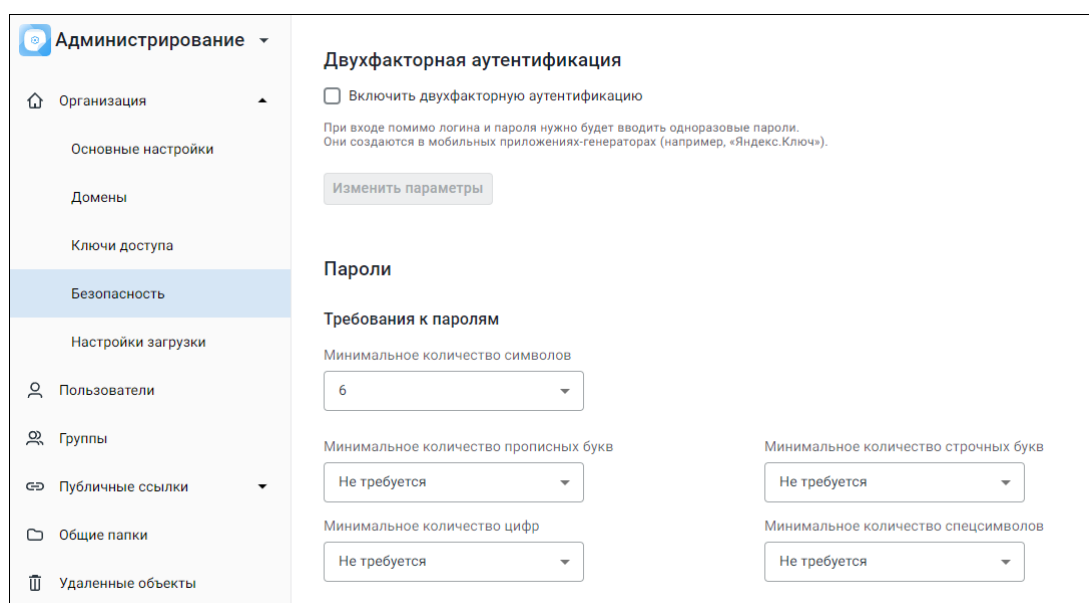 Администрирование
Организация
Основные настройки
Домены
Ключи доступа
Безопасность
Настройки загрузки
Пользователи
Группы
Публичные ссылки
Общие папки
Удаленные объекты
Двухфакторная аутентификация
Включить двухфакторную аутентификацию
При входе помимо логина и пароля нужно будет вводить одноразовые пароли.
Они создаются в мобильных приложениях-генераторах (например, «Яндекс.Ключ»).
Изменить параметры
Пароли
Требования к паролям
Минимальное количество символов
6
Минимальное количество прописных букв
Минимальное количество строчных букв
Не требуется
Не требуется
Минимальное количество цифр
Минимальное количество спецсимволов
Не требуется
Не требуется